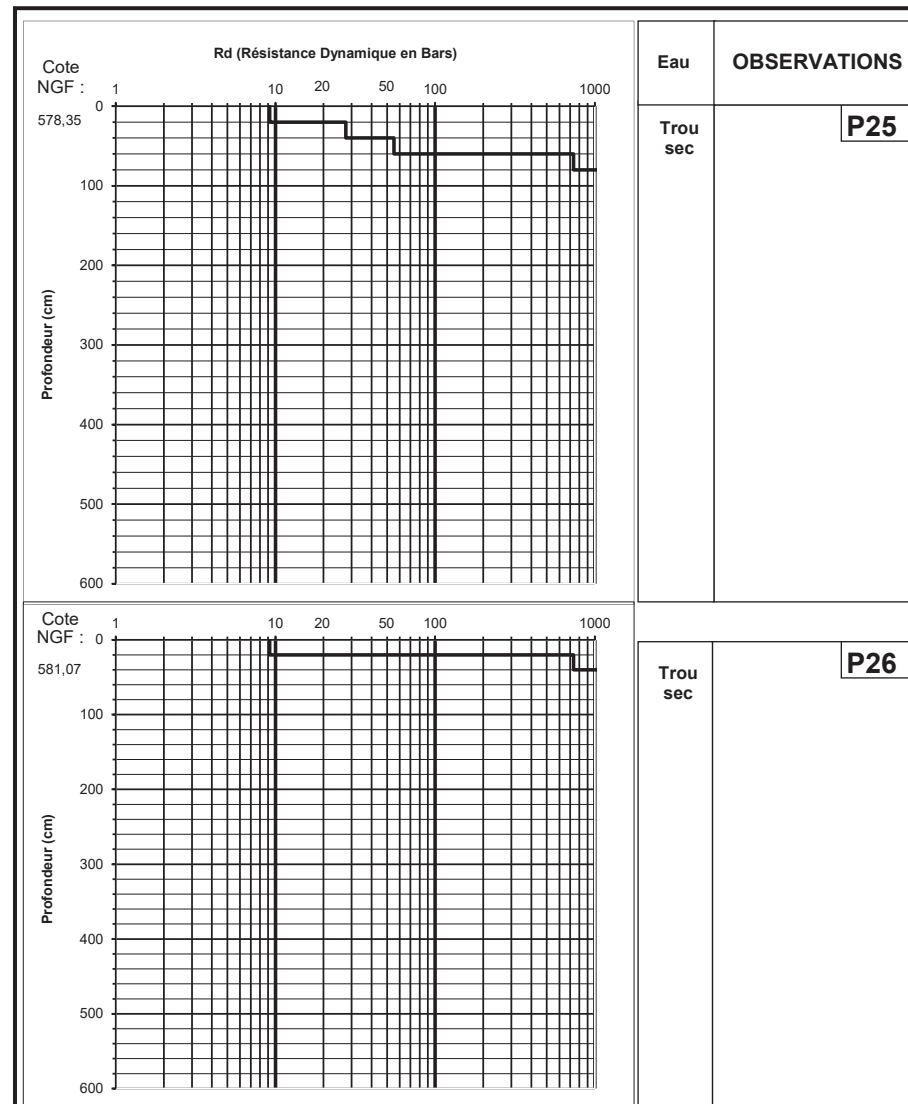 Rd (Résistance Dynamique en Bars)
Eau
OBSERVATIONS
Cote
NGF :
1
10
20
50
100
1000
578,35
0
100
200
300
400
500
600
Profondeur (cm)
Trou
sec
P25
Cote
NGF :
1
10
20
50
100
1000
581,07
0
100
200
300
400
500
600
Profondeur (cm)
Trou
sec
P26